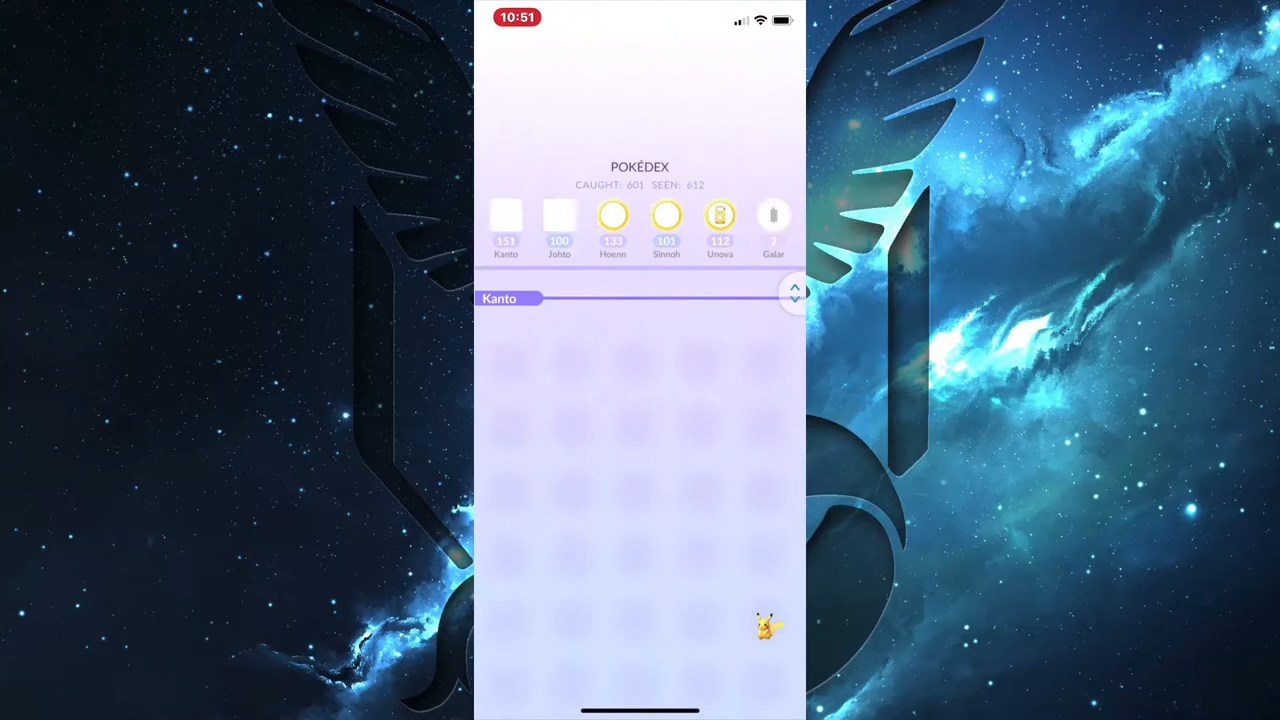 10:51
POKÉDEX
CAUGHT: 601 SEEN: 612
151 100 133 101 112 2
Kanto Johto Hoenn Sinnoh Unova Galar
Kanto